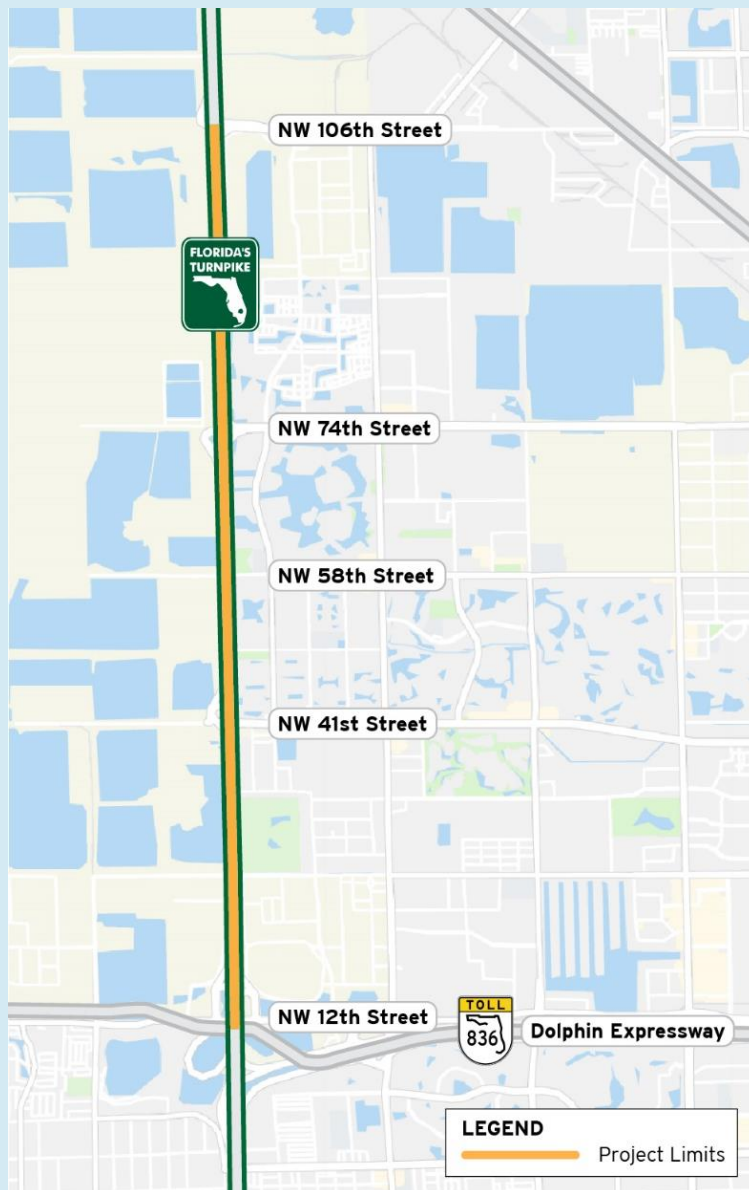 NW 106th Street
FLORIDA'S
TURNPIKE
NW 74th Street
NW 58th Street
NW 41st Street
NW 12th Street
TOLL
836
Dolphin Expressway
LEGEND
Project Limits